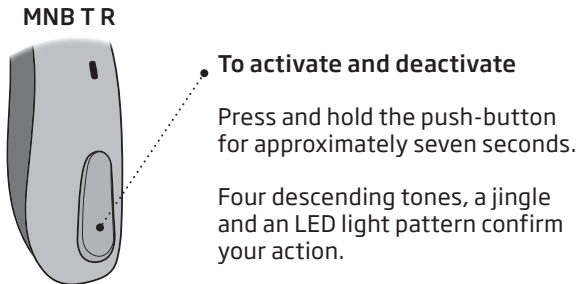 MNB T R
To activate and deactivate
Press and hold the push-button
for approximately seven seconds.
Four descending tones, a jingle
and an LED light pattern confirm
your action.